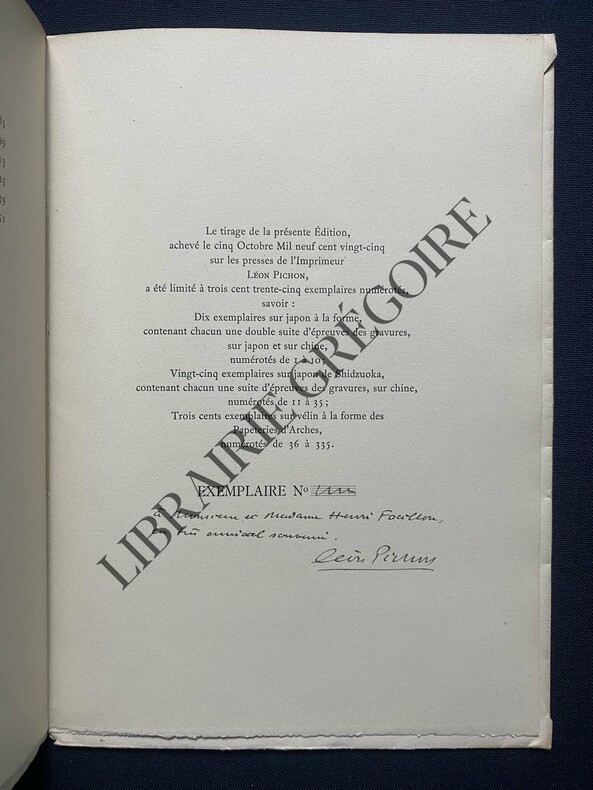 Le tirage de la présente Édition,
achevé le cinq Octobre Mil neuf cent vingt-cinq
sur les presses de l'Imprimeur
LÉON PICHON,
a été limité à trois cent trente-cinq exemplaires numérotés,
savoir :
Dix exemplaires sur japon à la forme,
contenant chacun une double suite d'épreuves des gravures,
sur japon et sur chine,
numérotés de 1 à 10;
Vingt-cinq exemplaires sur japon de Shidzuoka,
contenant chacun une suite d'épreuves des gravures, sur chine,
numérotés de 11 à 35;
Trois cents exemplaires sur vélin à la forme des
Papeteries d'Arches,
numérotés de 36 à 335.
EXEMPLAIRE Nº
à Monsieur et Madame Henri Focillon,
très amical souvenir.
Léon Pichon
LIBRAIRIE GRÉGOIRE